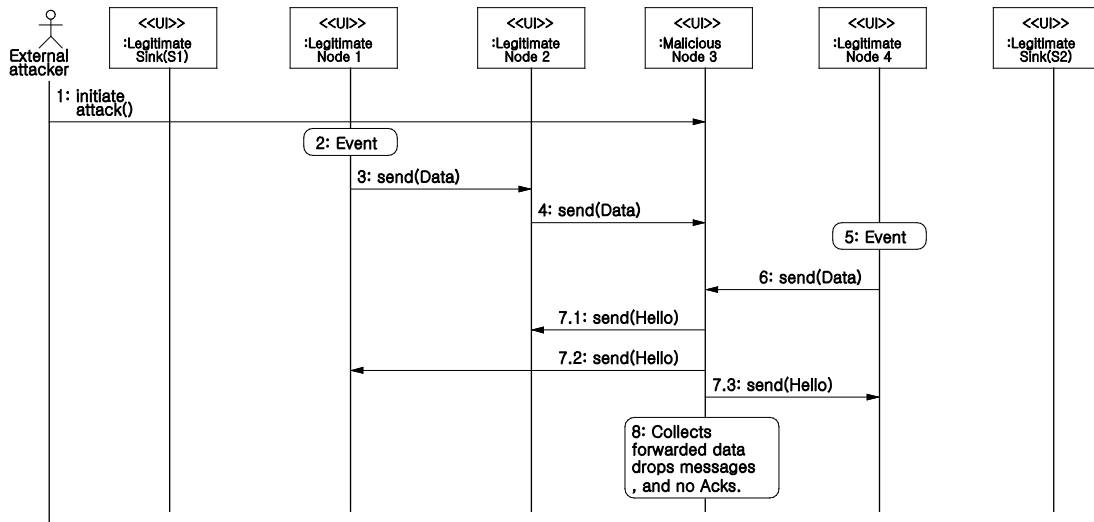 External
attacker
<<UI>>
:Legitimate
Sink(S1)
<<UI>>
:Legitimate
Node 1
<<UI>>
:Legitimate
Node 2
<<UI>>
:Malicious
Node 3
<<UI>>
:Legitimate
Node 4
<<UI>>
:Legitimate
Sink(S2)
1: initiate
attack()
2: Event
3: send(Data)
4: send(Data)
5: Event
6: send(Data)
7.1: send(Hello)
7.2: send(Hello)
7.3: send(Hello)
8: Collects
forwarded data
drops messages
, and no Acks.